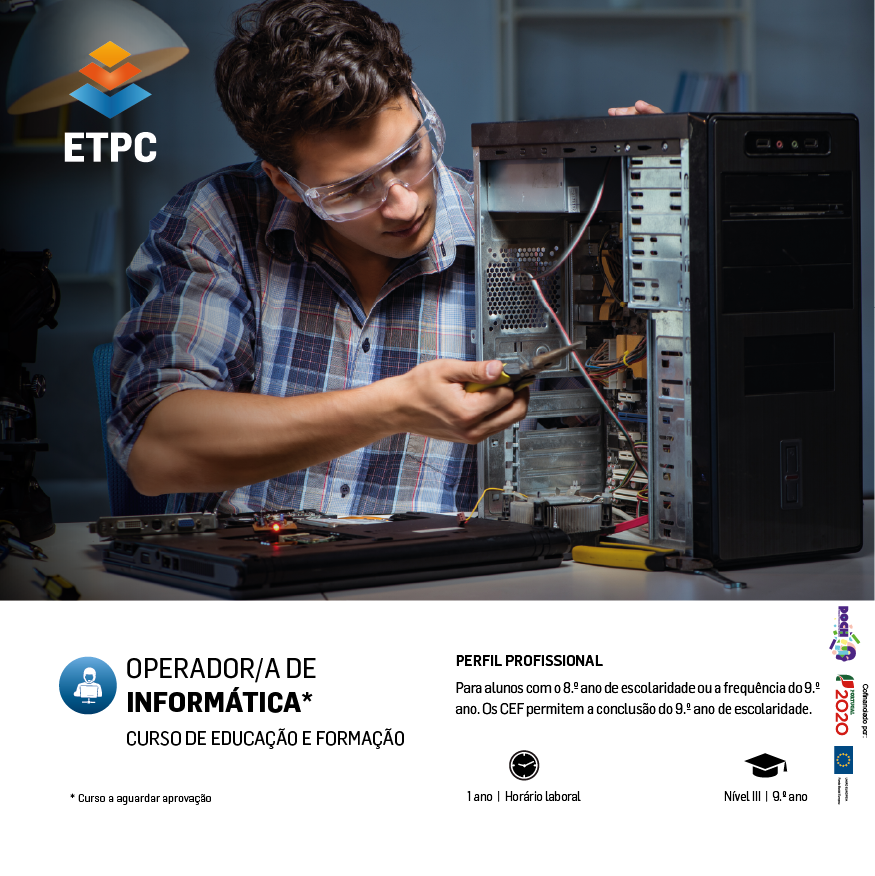 ETPC
OPERADOR/A DE
INFORMÁTICA*
CURSO DE EDUCAÇÃO E FORMAÇÃO
* Curso a aguardar aprovação
PERFIL PROFISSIONAL
Para alunos com o 8.º ano de escolaridade ou a frequência do 9.º
ano. Os CEF permitem a conclusão do 9.º ano de escolaridade.
1 ano | Horário laboral
Nível III | 9.º ano
POCH
PORTUGAL
2020
Cofinanciado por: